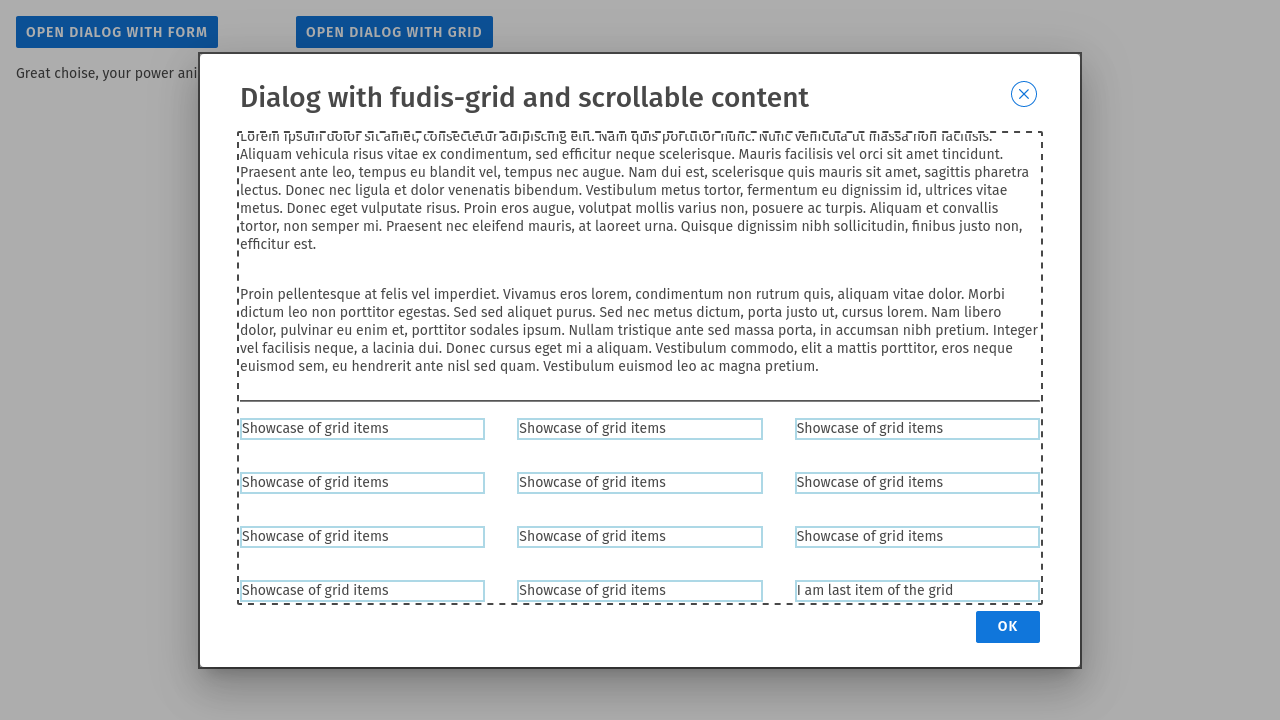 OPEN DIALOG WITH FORM OPEN DIALOG WITH GRID
Great choise, your power ani
Dialog with fudis-grid and scrollable content
Lorem ipsum dolor sit amet, consectetur adipiscing elit. Nam quis porttitor nunc. Nunc vehicula ut massa non facilisis.
Aliquam vehicula risus vitae ex condimentum, sed efficitur neque scelerisque. Mauris facilisis vel orci sit amet tincidunt.
Praesent ante leo, tempus eu blandit vel, tempus nec augue. Nam dui est, scelerisque quis mauris sit amet, sagittis pharetra
lectus. Donec nec ligula et dolor venenatis bibendum. Vestibulum metus tortor, fermentum eu dignissim id, ultrices vitae
metus. Donec eget vulputate risus. Proin eros augue, volutpat mollis varius non, posuere ac turpis. Aliquam et convallis
tortor, non semper mi. Praesent nec eleifend mauris, at laoreet urna. Quisque dignissim nibh sollicitudin, finibus justo non,
efficitur est.
Proin pellentesque at felis vel imperdiet. Vivamus eros lorem, condimentum non rutrum quis, aliquam vitae dolor. Morbi
dictum leo non porttitor egestas. Sed sed aliquet purus. Sed nec metus dictum, porta justo ut, cursus lorem. Nam libero
dolor, pulvinar eu enim et, porttitor sodales ipsum. Nullam tristique ante sed massa porta, in accumsan nibh pretium. Integer
vel facilisis neque, a lacinia dui. Donec cursus eget mi a aliquam. Vestibulum commodo, elit a mattis porttitor, eros neque
euismod sem, eu hendrerit ante nisl sed quam. Vestibulum euismod leo ac magna pretium.
Showcase of grid items Showcase of grid items Showcase of grid items
Showcase of grid items Showcase of grid items Showcase of grid items
Showcase of grid items Showcase of grid items Showcase of grid items
Showcase of grid items Showcase of grid items I am last item of the grid
OK